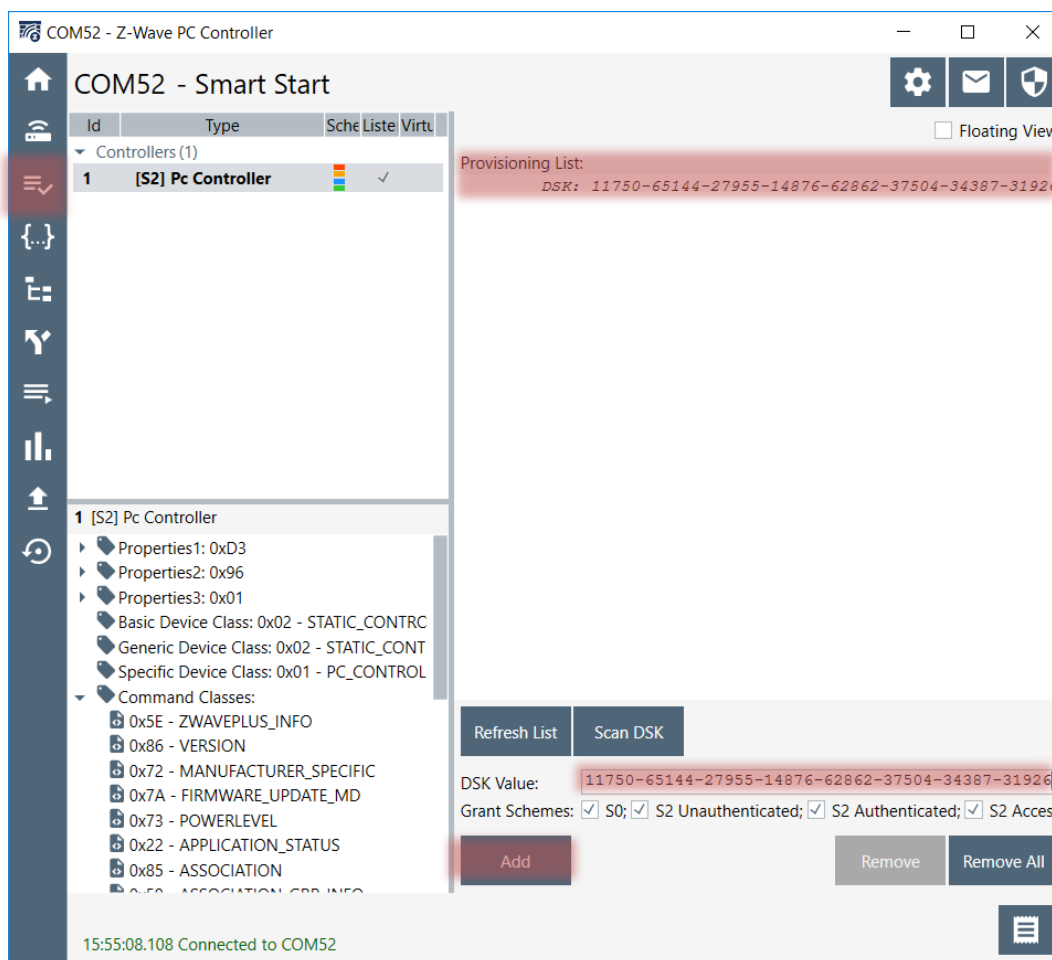 COM52 - Z-Wave PC Controller
COM52 - Smart Start
Id Type Sche Liste Virtu
Floating View
Controllers (1)
1 [S2] Pc Controller
Provisioning List:
DSK: 11750-65144-27955-14876-62862-37504-34387-31926
1 [S2] Pc Controller
Properties1: 0xD3
Properties2: 0x96
Properties3: 0x01
Basic Device Class: 0x02 - STATIC_CONTRC
Generic Device Class: 0x02 - STATIC_CONT
Specific Device Class: 0x01 - PC_CONTROL
Command Classes:
0x5E - ZWAVEPLUS_INFO
0x86 - VERSION
0x72 - MANUFACTURER_SPECIFIC
0x7A - FIRMWARE_UPDATE_MD
0x73 - POWERLEVEL
0x22 - APPLICATION_STATUS
0x85 - ASSOCIATION
Refresh List Scan DSK
DSK Value: 11750-65144-27955-14876-62862-37504-34387-31926
Grant Schemes: S0; S2 Unauthenticated; S2 Authenticated; S2 Acces
Add Remove Remove All
15:55:08.108 Connected to COM52